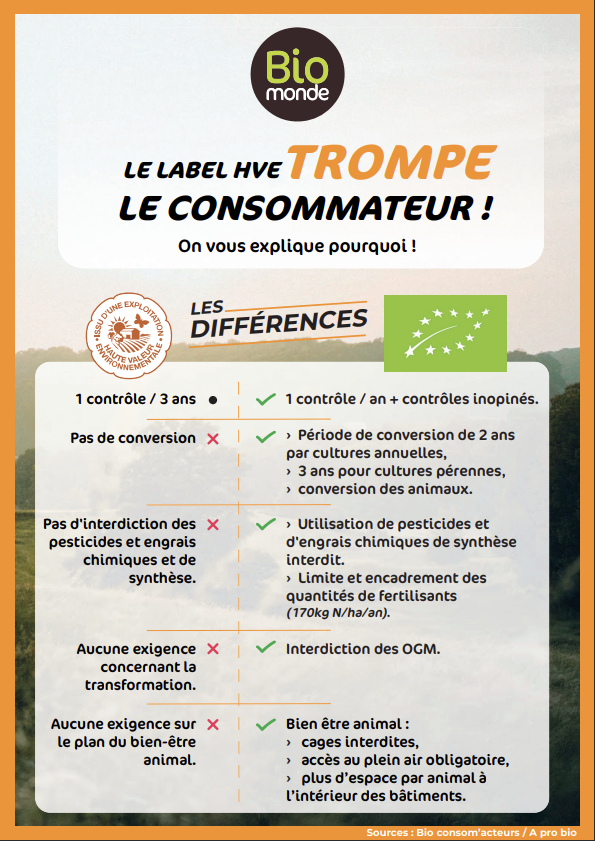 Bio
monde
LE LABEL HVE TROMPE
LE CONSOMMATEUR !
On vous explique pourquoi !
ISSU D'UNE EXPLOITATION
HAUTE VALEUR
ENVIRONNEMENTALE
LES
DIFFÉRENCES
1 contrôle / 3 ans
1 contrôle / an + contrôles inopinés.
Pas de conversion
› Période de conversion de 2 ans
par cultures annuelles,
› 3 ans pour cultures pérennes,
› conversion des animaux.
Pas d'interdiction des
pesticides et engrais
chimiques et de
synthèse.
› Utilisation de pesticides et
d'engrais chimiques de synthèse
interdit.
› Limite et encadrement des
quantités de fertilisants
(170kg N/ha/an).
Aucune exigence
concernant la
transformation.
Interdiction des OGM.
Aucune exigence sur
le plan du bien-être
animal.
Bien être animal :
› cages interdites,
› accès au plein air obligatoire,
› plus d'espace par animal à
l'intérieur des bâtiments.
Sources : Bio consom'acteurs / A pro bio